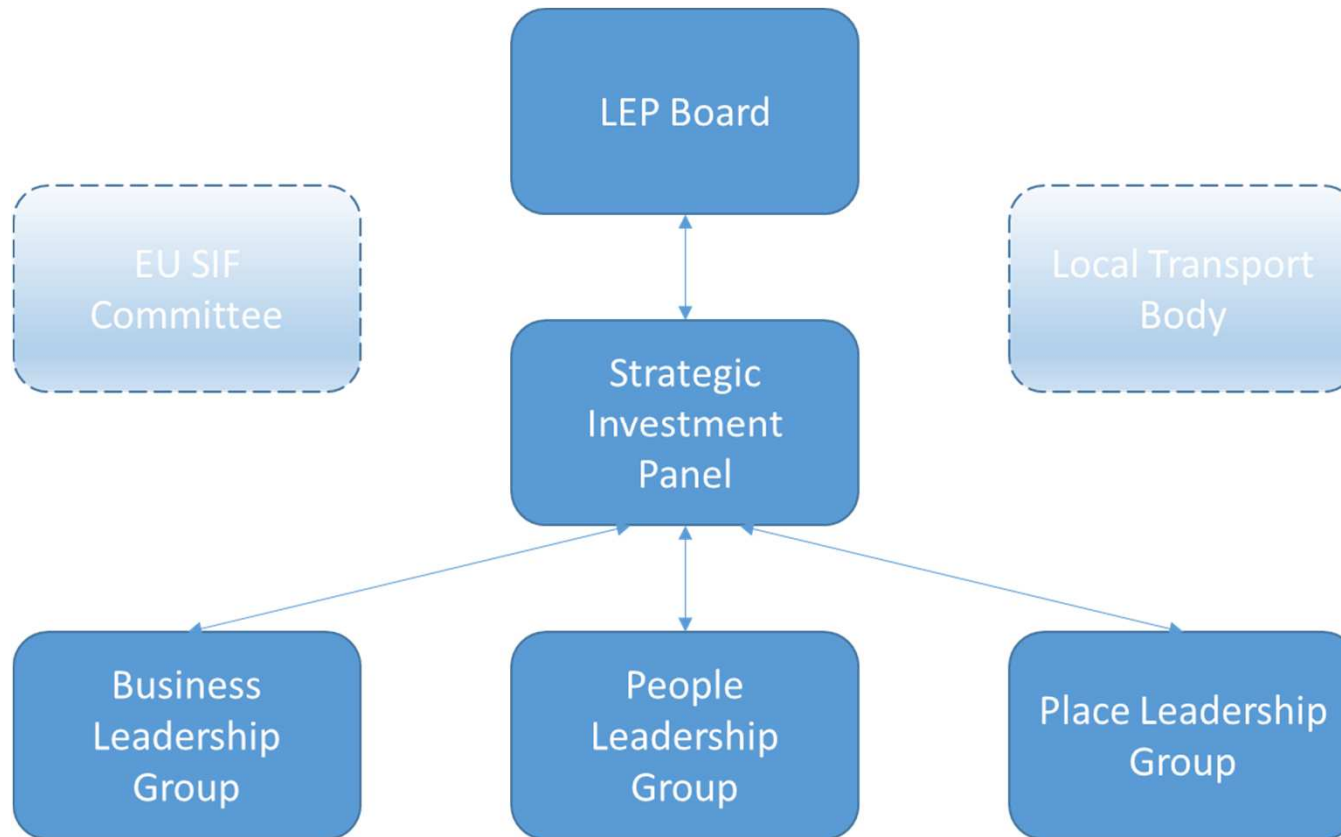 LEP Board
EU SIF
Committee
Local Transport
Body
Strategic
Investment
Panel
Business
Leadership
Group
People
Leadership
Group
Place Leadership
Group